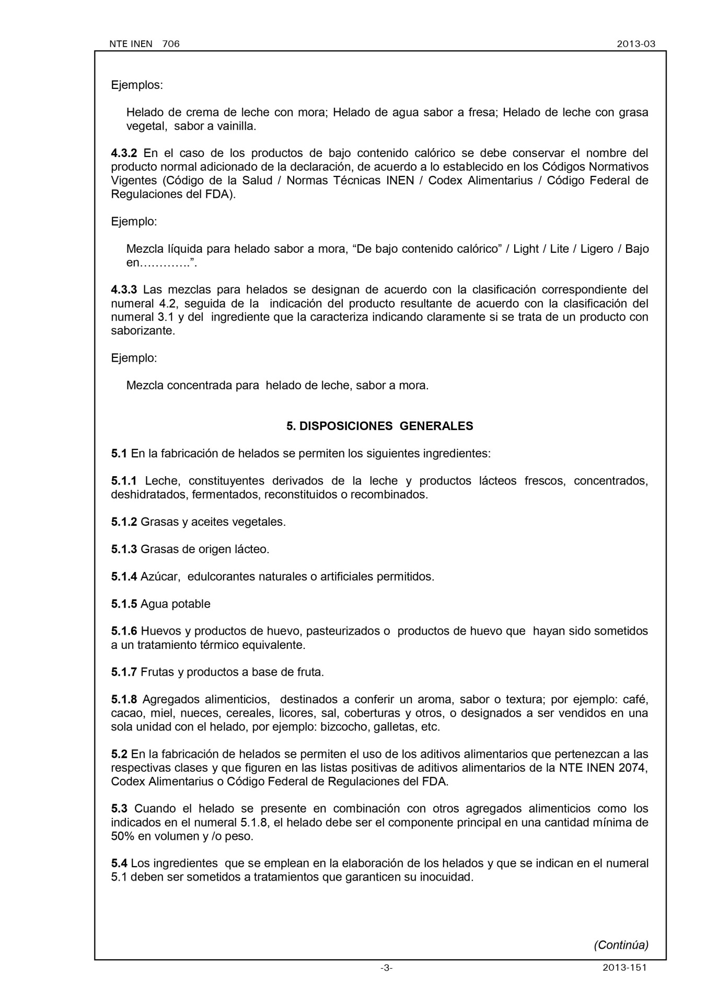 NTE INEN 706 2013-03
Ejemplos:
Helado de crema de leche con mora; Helado de agua sabor a fresa; Helado de leche con grasa
vegetal, sabor a vainilla.
4.3.2 En el caso de los productos de bajo contenido calórico se debe conservar el nombre del
producto normal adicionado de la declaración, de acuerdo a lo establecido en los Códigos Normativos
Vigentes (Código de la Salud / Normas Técnicas INEN / Codex Alimentarius / Código Federal de
Regulaciones del FDA).
Ejemplo:
Mezcla líquida para helado sabor a mora, “De bajo contenido calórico” / Light / Lite / Ligero / Bajo
en………….”.
4.3.3 Las mezclas para helados se designan de acuerdo con la clasificación correspondiente del
numeral 4.2, seguida de la indicación del producto resultante de acuerdo con la clasificación del
numeral 3.1 y del ingrediente que la caracteriza indicando claramente si se trata de un producto con
saborizante.
Ejemplo:
Mezcla concentrada para helado de leche, sabor a mora.
5. DISPOSICIONES GENERALES
5.1 En la fabricación de helados se permiten los siguientes ingredientes:
5.1.1 Leche, constituyentes derivados de la leche y productos lácteos frescos, concentrados,
deshidratados, fermentados, reconstituidos o recombinados.
5.1.2 Grasas y aceites vegetales.
5.1.3 Grasas de origen lácteo.
5.1.4 Azúcar, edulcorantes naturales o artificiales permitidos.
5.1.5 Agua potable
5.1.6 Huevos y productos de huevo, pasteurizados o productos de huevo que hayan sido sometidos
a un tratamiento térmico equivalente.
5.1.7 Frutas y productos a base de fruta.
5.1.8 Agregados alimenticios, destinados a conferir un aroma, sabor o textura; por ejemplo: café,
cacao, miel, nueces, cereales, licores, sal, coberturas y otros, o designados a ser vendidos en una
sola unidad con el helado, por ejemplo: bizcocho, galletas, etc.
5.2 En la fabricación de helados se permiten el uso de los aditivos alimentarios que pertenezcan a las
respectivas clases y que figuren en las listas positivas de aditivos alimentarios de la NTE INEN 2074,
Codex Alimentarius o Código Federal de Regulaciones del FDA.
5.3 Cuando el helado se presente en combinación con otros agregados alimenticios como los
indicados en el numeral 5.1.8, el helado debe ser el componente principal en una cantidad mínima de
50% en volumen y /o peso.
5.4 Los ingredientes que se emplean en la elaboración de los helados y que se indican en el numeral
5.1 deben ser sometidos a tratamientos que garanticen su inocuidad.
(Continúa)
-3- 2013-151